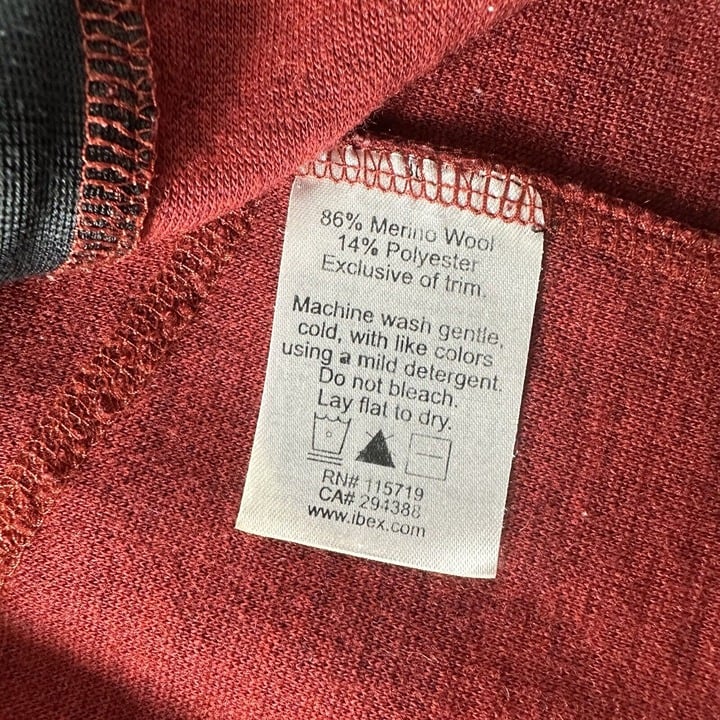 86% Merino Wool
14% Polyester
Exclusive of trim.
Machine wash gentle,
cold, with like colors
using a mild detergent.
Do not bleach.
Lay flat to dry.
RN# 115719
CA# 294388
www.ibex.com